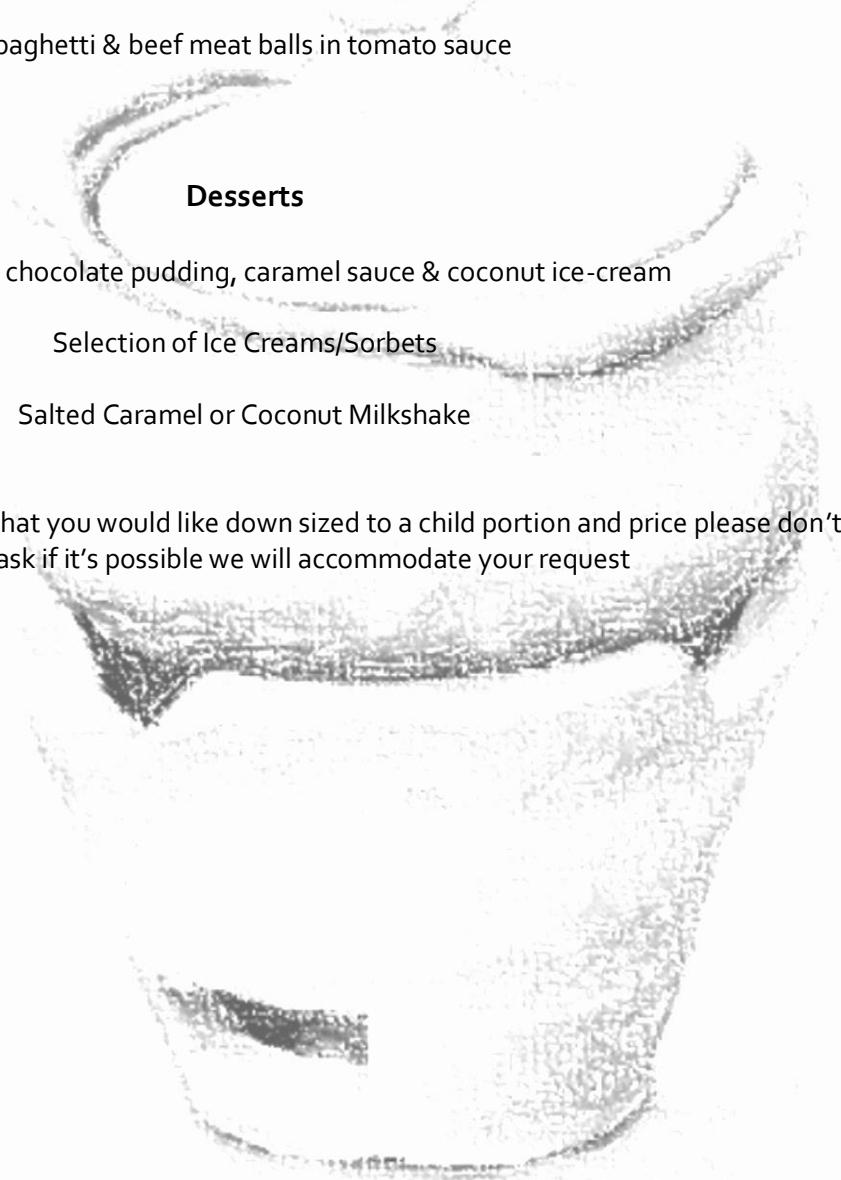 paghetti & beef meat balls in tomato sauce
Desserts
chocolate pudding, caramel sauce & coconut ice-cream
Selection of Ice Creams/Sorbets
Salted Caramel or Coconut Milkshake
hat you would like down sized to a child portion and price please don't
ask if it's possible we will accommodate your request